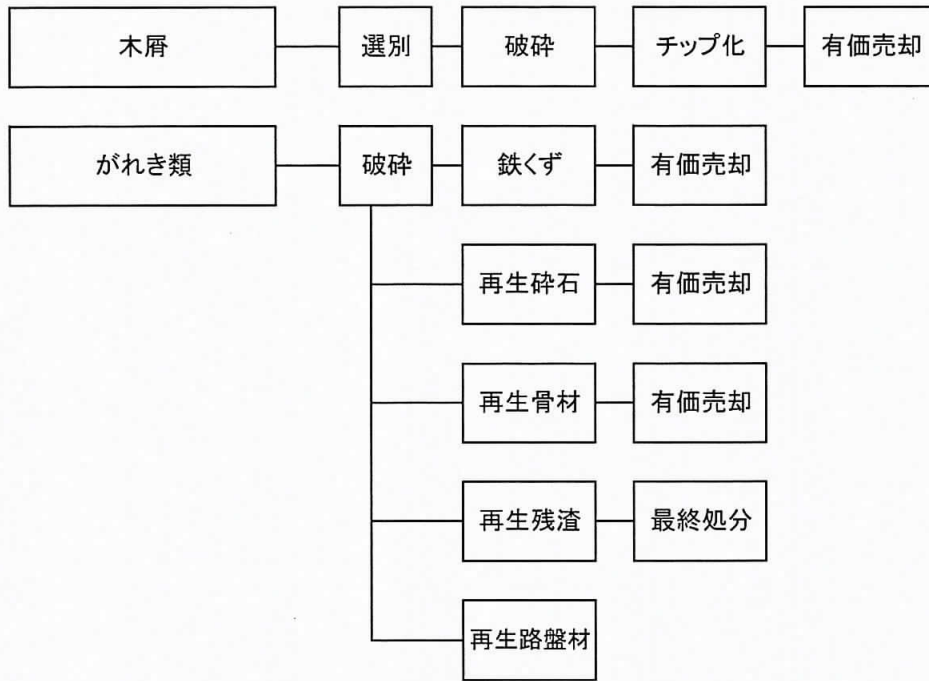 木屑
選別
破砕
チップ化
有価売却
がれき類
破砕
鉄くず
有価売却
再生砕石
有価売却
再生骨材
有価売却
再生残渣
最終処分
再生路盤材